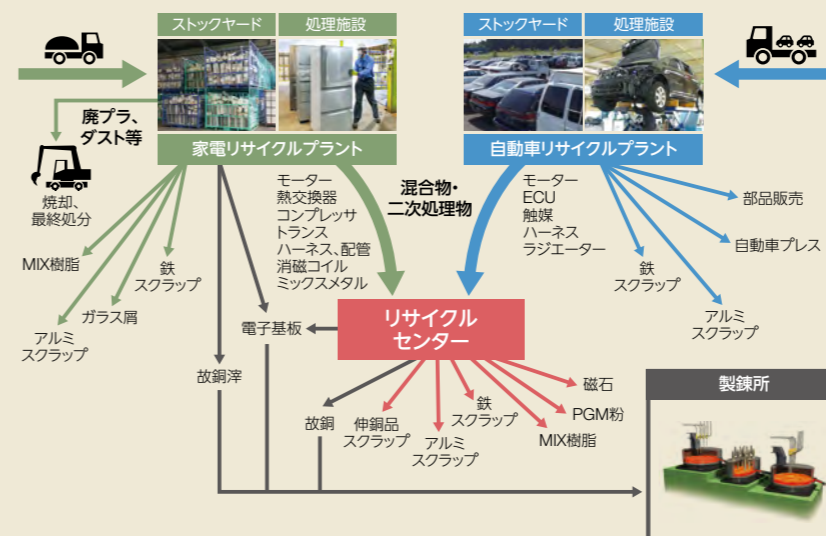 ストックヤード
処理施設
ストックヤード
処理施設
廃プラ、
ダスト等
家電リサイクルプラント
自動車リサイクルプラント
焼却、
最終処分
モーター
熱交換器
コンプレッサ
トランス
ハーネス、配管
消磁コイル
ミックスメタル
混合物・
二次処理物
モーター
ECU
触媒
ハーネス
ラジエーター
部品販売
自動車プレス
MIX樹脂
鉄
スクラップ
鉄
スクラップ
ガラス屑
アルミ
スクラップ
電子基板
リサイクル
センター
アルミ
スクラップ
故銅滓
故銅
伸銅品
スクラップ
アルミ
スクラップ
鉄
スクラップ
MIX樹脂
PGM粉
磁石
製錬所